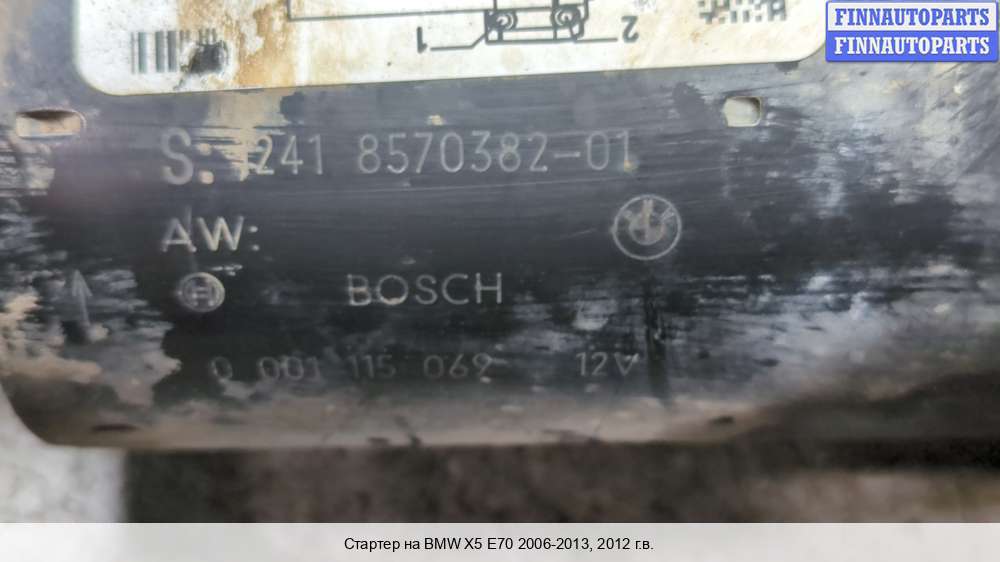 FINNAUTOPARTS
FINNAUTOPARTS
1 2
S: 1241 8570382-01
AW:
BOSCH
0 001 115 069 12V
Стартер на BMW X5 E70 2006-2013, 2012 г.в.